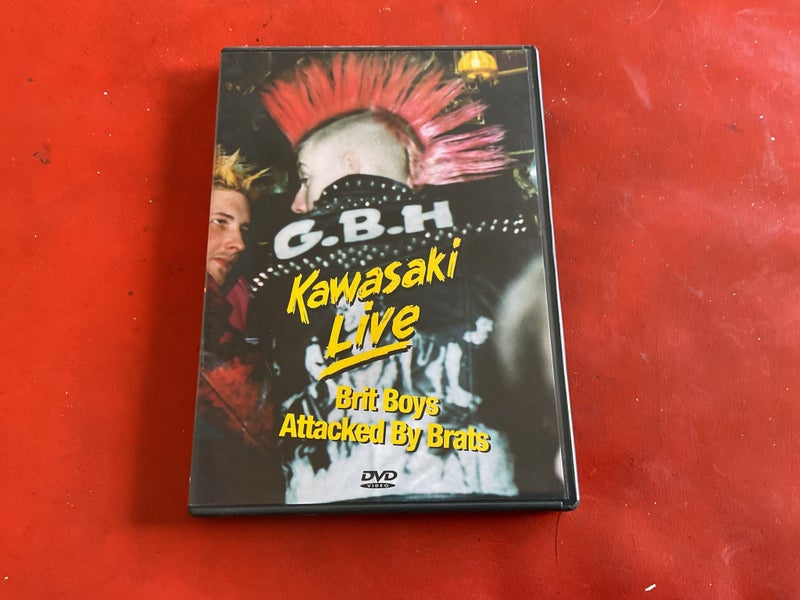 G.B.H
Kawasaki
Live
Brit Boys
Attacked By Brats
DVD
VIDEO